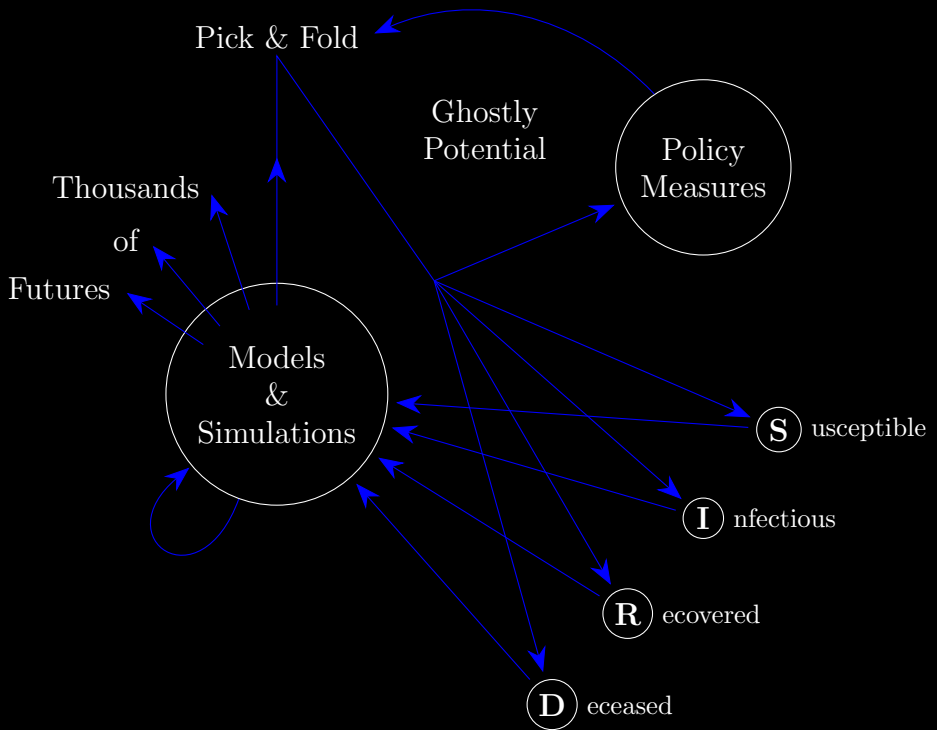 Pick & Fold
Ghostly
Potential
Policy
Measures
Thousands
of
Futures
Models
&
Simulations
S usceptible
I nfectious
R ecovered
D eceased